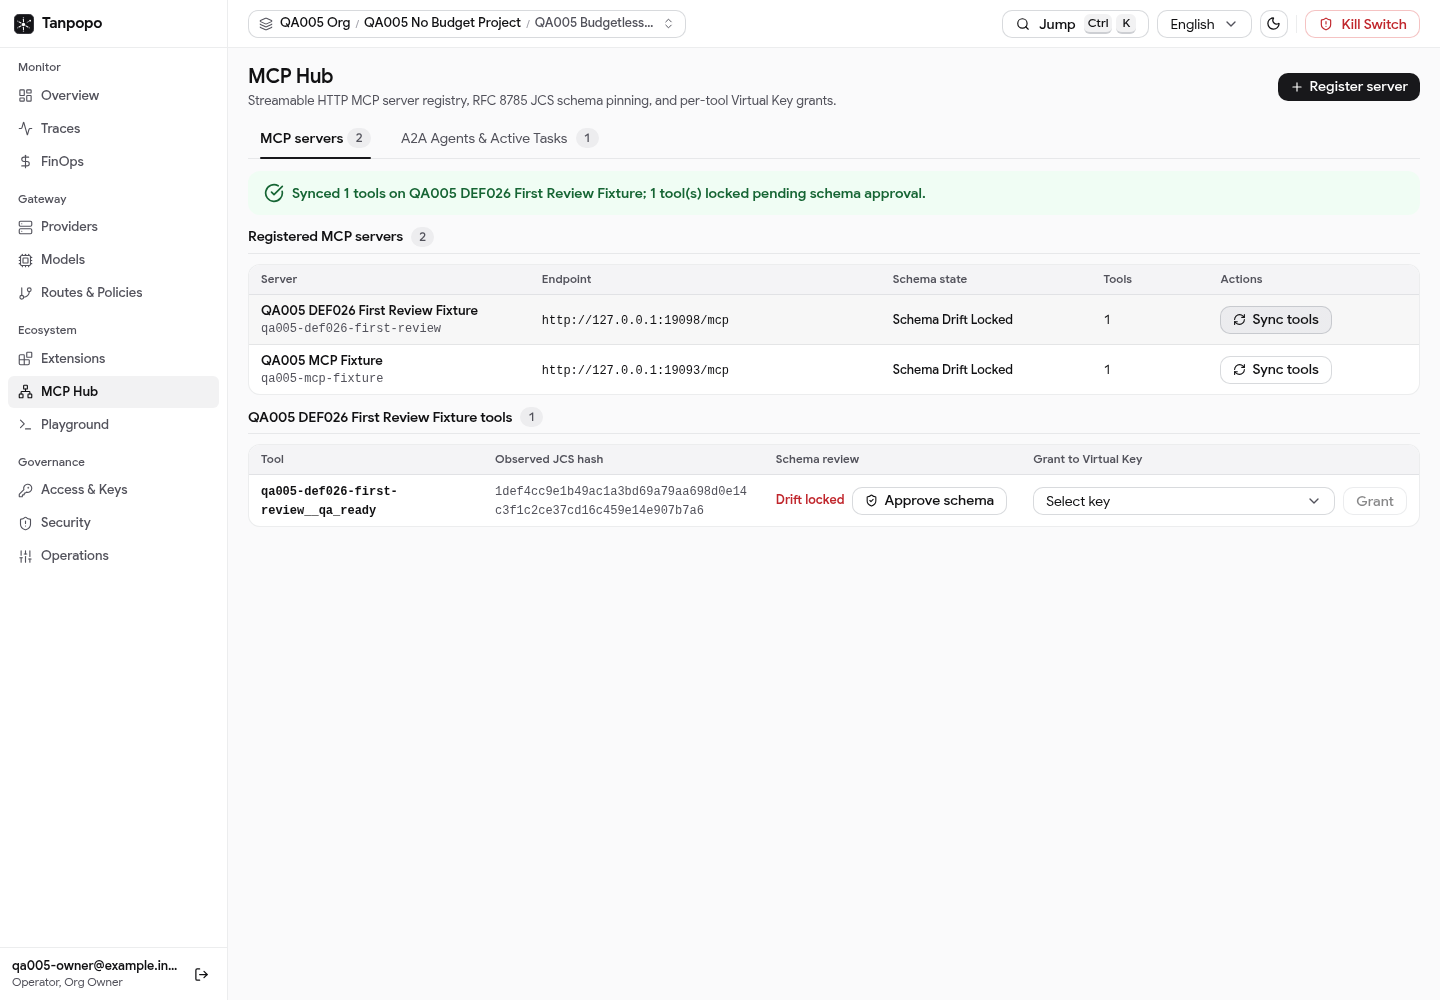 Tanpopo
QA005 Org / QA005 No Budget Project / QA005 Budgetless...
Jump Ctrl K
English
Kill Switch
Monitor
Overview
Traces
FinOps
Gateway
Providers
Models
Routes & Policies
Ecosystem
Extensions
MCP Hub
Playground
Governance
Access & Keys
Security
Operations
qa005-owner@example.in...
Operator, Org Owner
MCP Hub
Streamable HTTP MCP server registry, RFC 8785 JCS schema pinning, and per-tool Virtual Key grants.
Register server
MCP servers 2
A2A Agents & Active Tasks 1
Synced 1 tools on QA005 DEF026 First Review Fixture; 1 tool(s) locked pending schema approval.
Registered MCP servers 2
Server Endpoint Schema state Tools Actions
QA005 DEF026 First Review Fixture
qa005-def026-first-review
http://127.0.0.1:19098/mcp Schema Drift Locked 1 Sync tools
QA005 MCP Fixture
qa005-mcp-fixture
http://127.0.0.1:19093/mcp Schema Drift Locked 1 Sync tools
QA005 DEF026 First Review Fixture tools 1
Tool Observed JCS hash Schema review Grant to Virtual Key
qa005-def026-first-
review__qa_ready
1def4cc9e1b49ac1a3bd69a79aa698d0e14
c3f1c2ce37cd16c459e14e907b7a6
Drift locked Approve schema Select key Grant